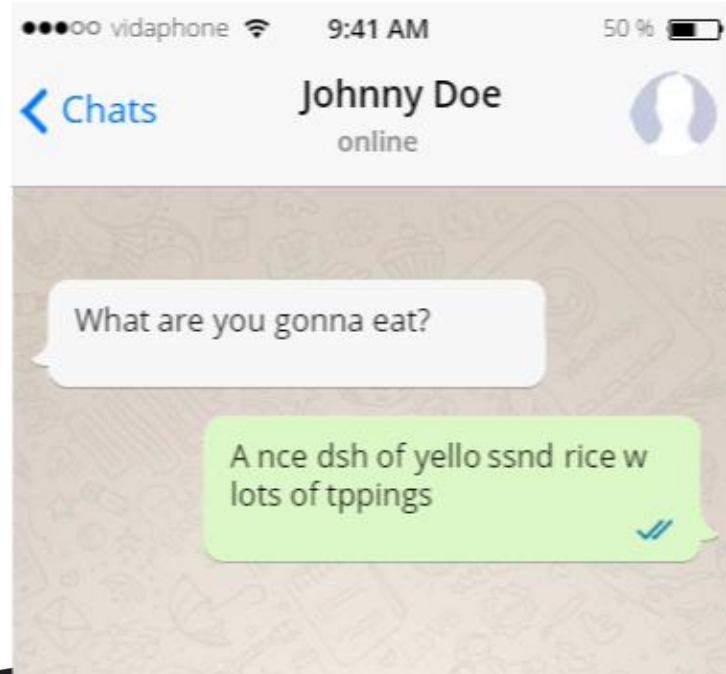 vidaphone 9:41 AM 50 %
Chats Johnny Doe
online
What are you gonna eat?
A nce dsh of yello ssnd rice w
lots of tppings